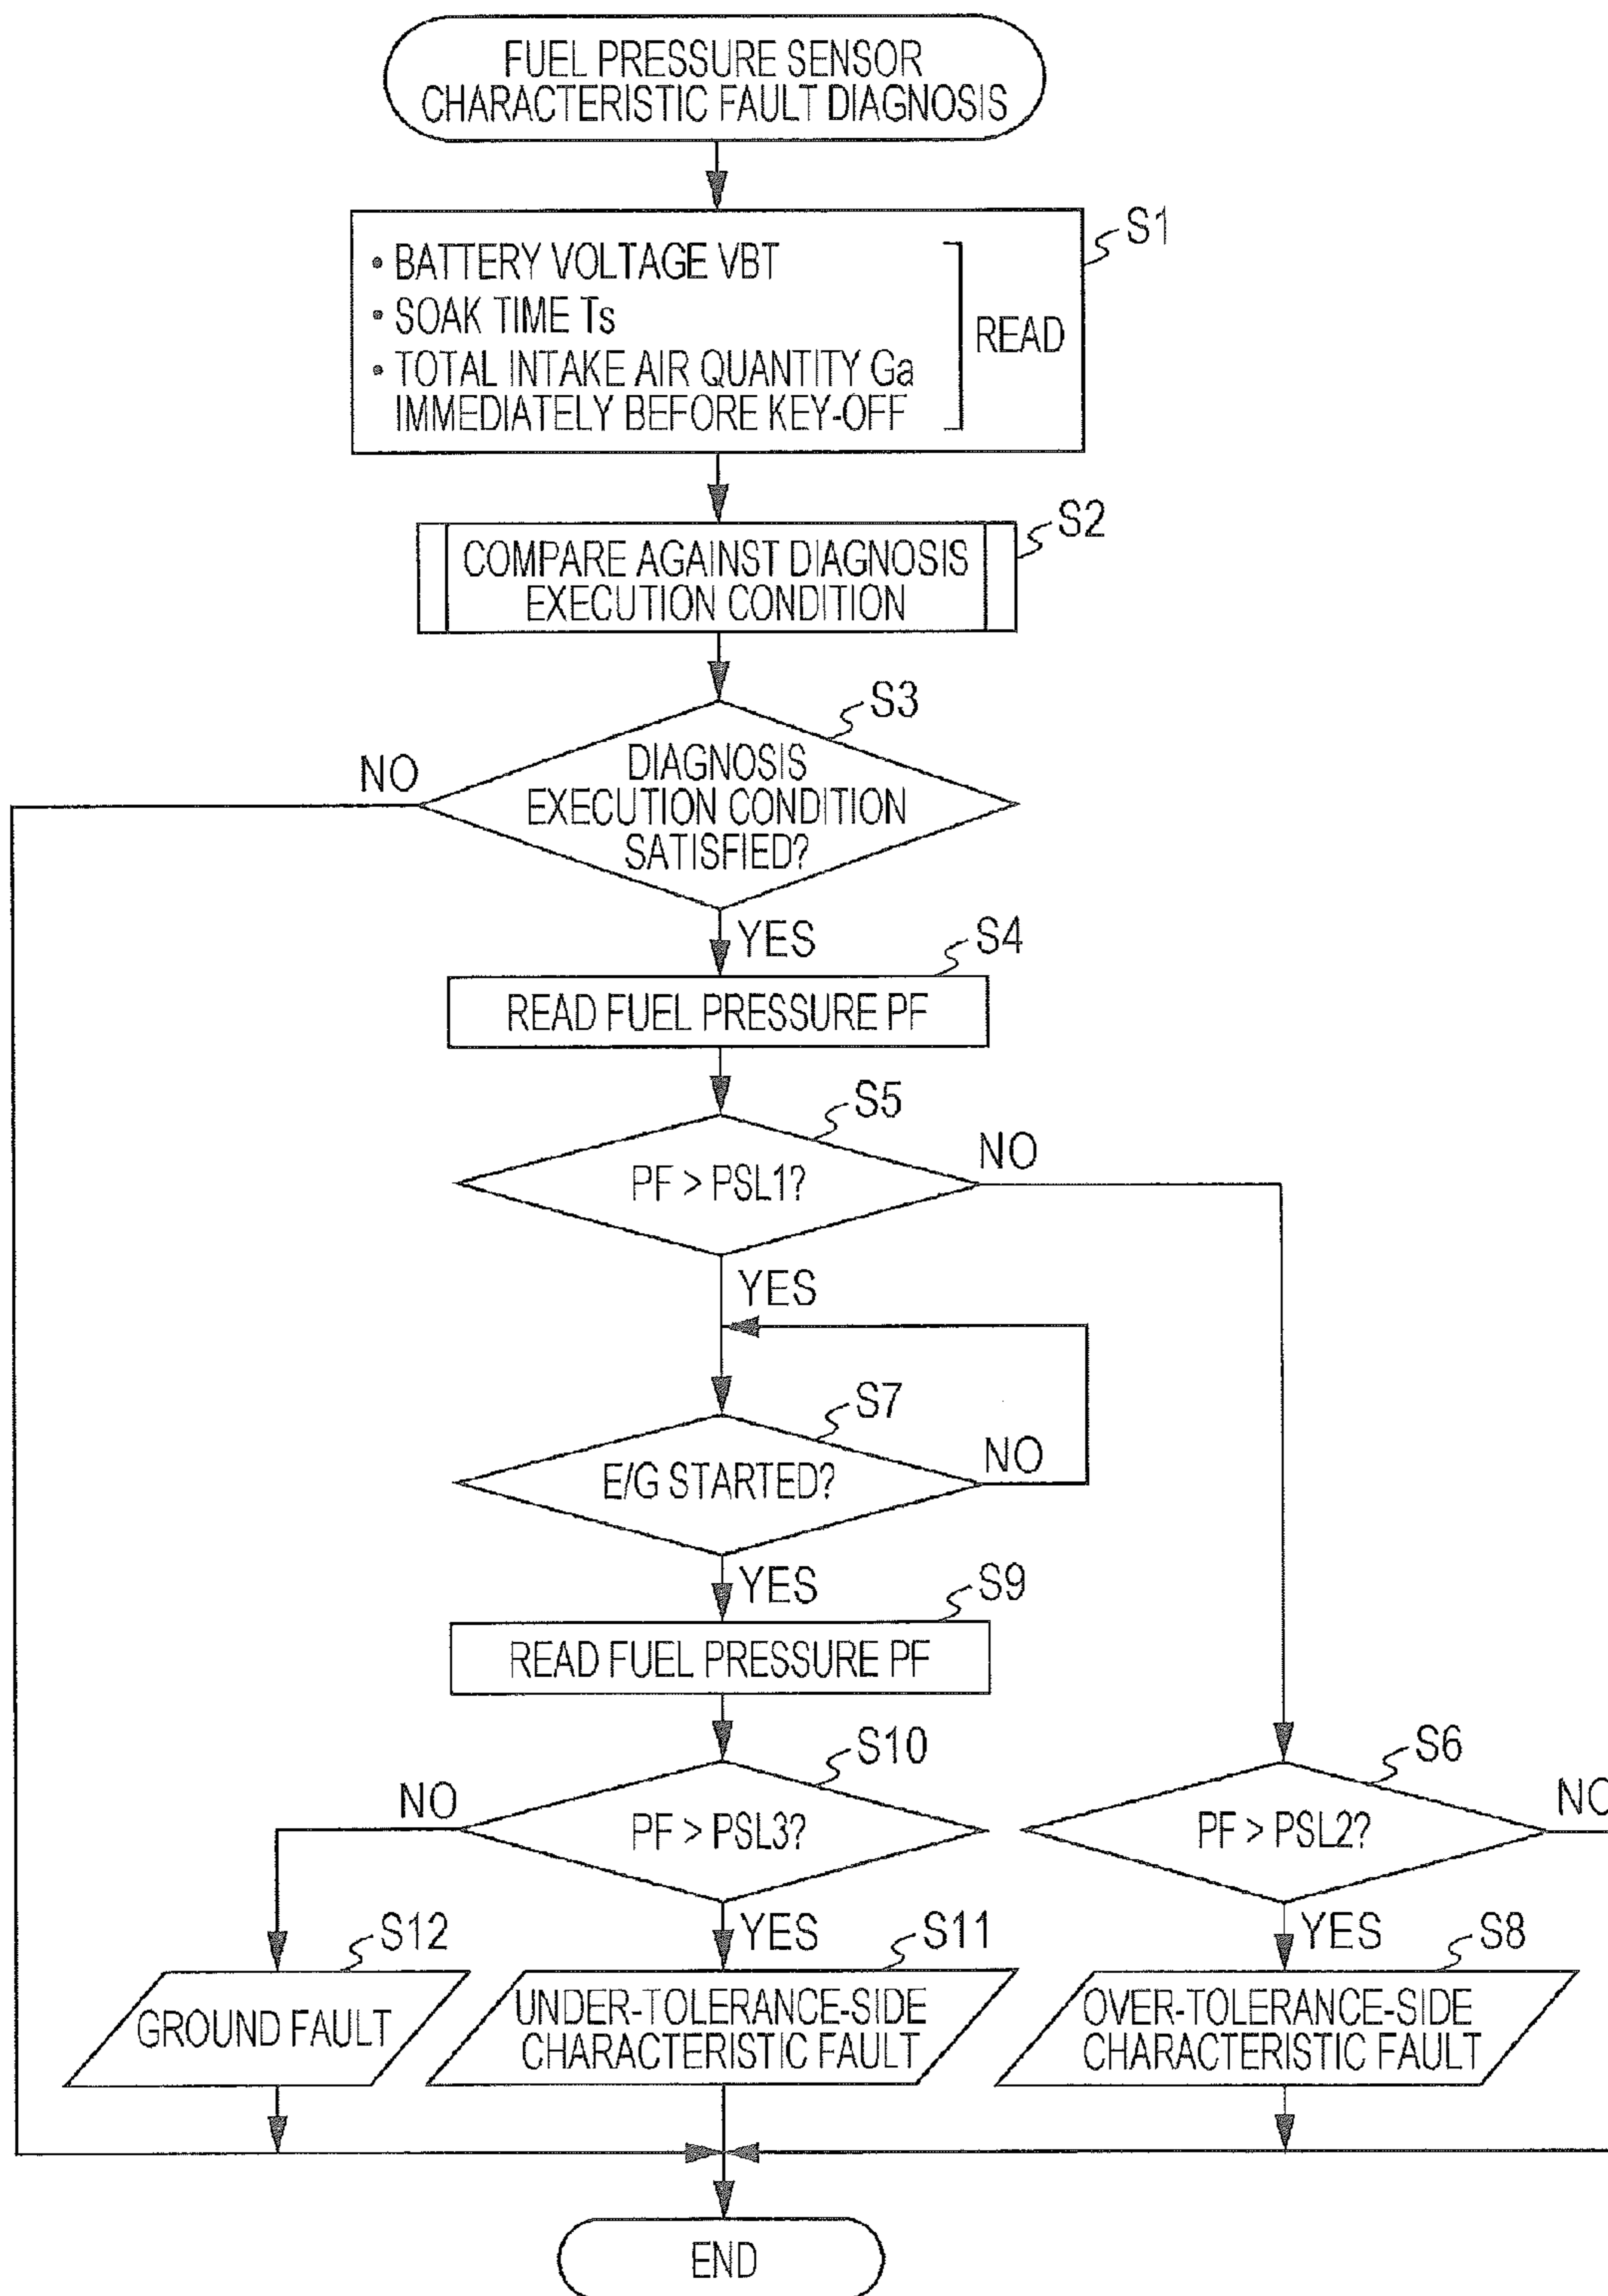 FUEL PRESSURE SENSOR
CHARACTERISTIC FAULT DIAGNOSIS
S1
• BATTERY VOLTAGE VBT
• SOAK TIME Ts
• TOTAL INTAKE AIR QUANTITY Ga
IMMEDIATELY BEFORE KEY-OFF
READ
S2
COMPARE AGAINST DIAGNOSIS
EXECUTION CONDITION
S3
NO
DIAGNOSIS
EXECUTION CONDITION
SATISFIED?
YES
S4
READ FUEL PRESSURE PF
S5
NO
PF > PSL1?
YES
S7
NO
E/G STARTED?
YES
S9
READ FUEL PRESSURE PF
S10
NO
PF > PSL3?
S6
NO
PF > PSL2?
S12
YES
S11
YES
S8
GROUND FAULT
UNDER-TOLERANCE-SIDE
CHARACTERISTIC FAULT
OVER-TOLERANCE-SIDE
CHARACTERISTIC FAULT
END